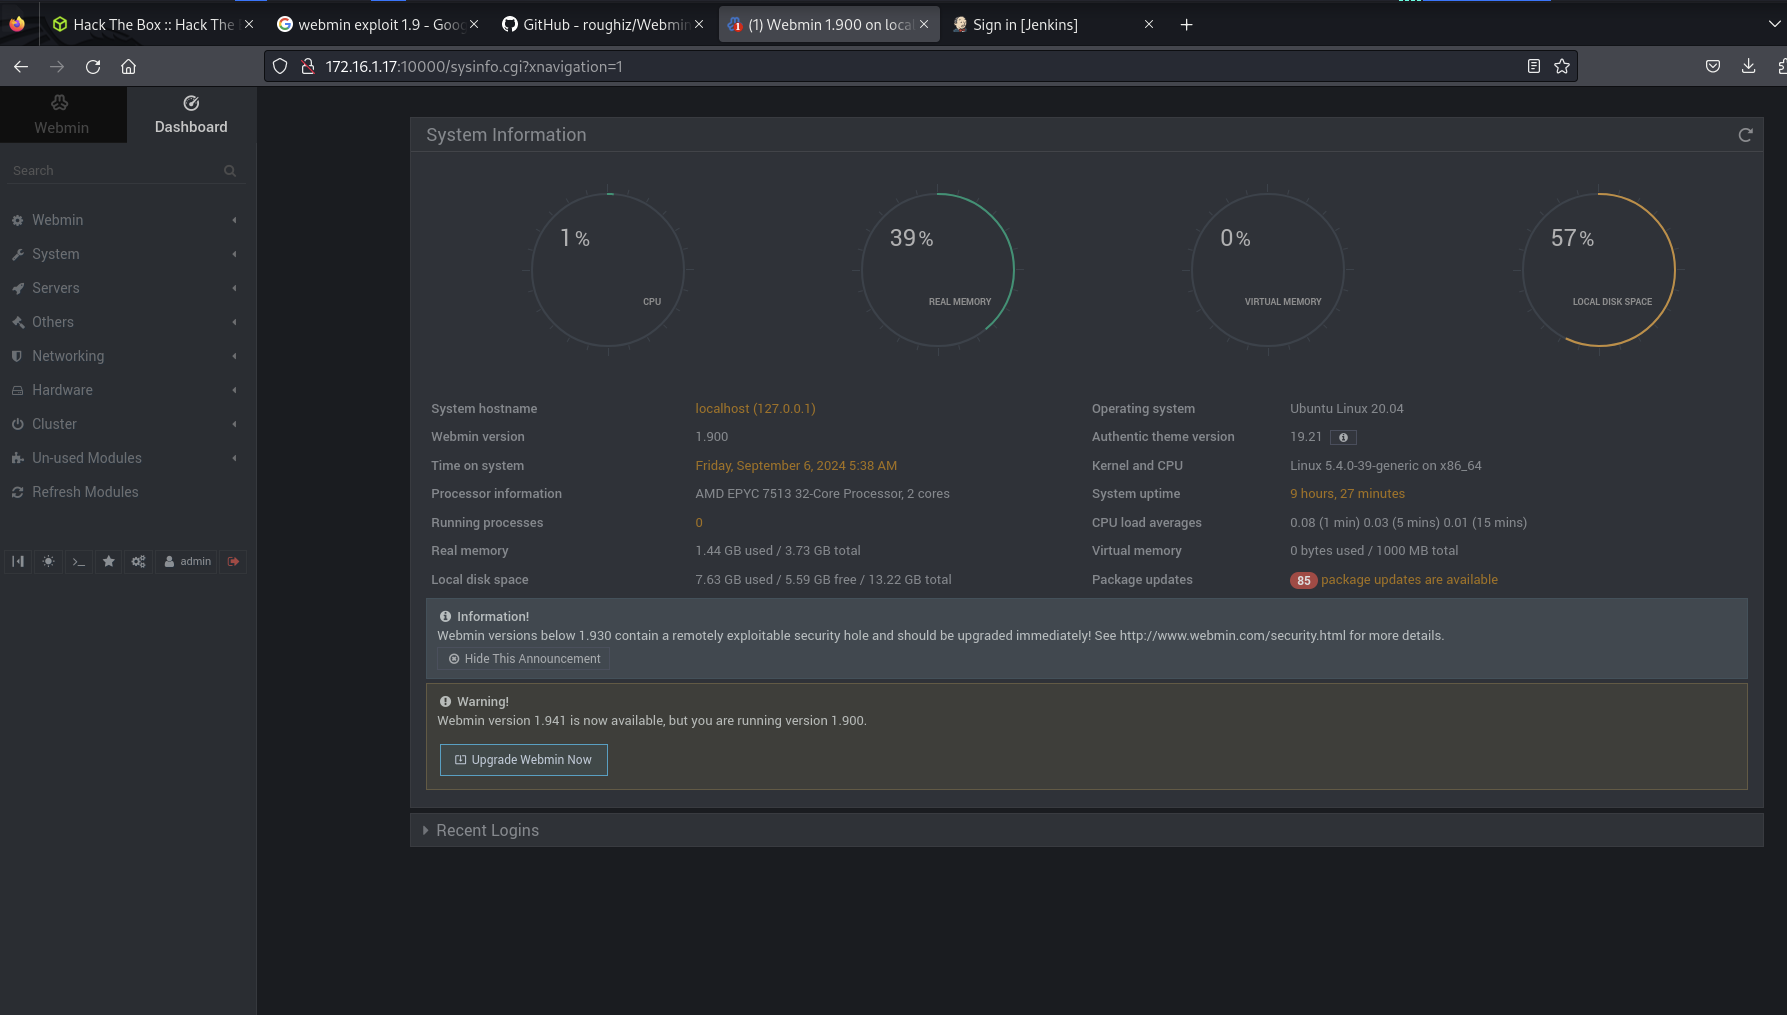 Hack The Box :: Hack The
webmin exploit 1.9 - Goog
GitHub - roughiz/Webmin
(1) Webmin 1.900 on local
Sign in [Jenkins]
172.16.1.17:10000/sysinfo.cgi?xnavigation=1
Webmin
Dashboard
Search
Webmin
System
Servers
Others
Networking
Hardware
Cluster
Un-used Modules
Refresh Modules
admin
System Information
1%
CPU
39%
REAL MEMORY
0%
VIRTUAL MEMORY
57%
LOCAL DISK SPACE
System hostname localhost (127.0.0.1) Operating system Ubuntu Linux 20.04
Webmin version 1.900 Authentic theme version 19.21
Time on system Friday, September 6, 2024 5:38 AM Kernel and CPU Linux 5.4.0-39-generic on x86_64
Processor information AMD EPYC 7513 32-Core Processor, 2 cores System uptime 9 hours, 27 minutes
Running processes 0 CPU load averages 0.08 (1 min) 0.03 (5 mins) 0.01 (15 mins)
Real memory 1.44 GB used / 3.73 GB total Virtual memory 0 bytes used / 1000 MB total
Local disk space 7.63 GB used / 5.59 GB free / 13.22 GB total Package updates 85 package updates are available
Information!
Webmin versions below 1.930 contain a remotely exploitable security hole and should be upgraded immediately! See http://www.webmin.com/security.html for more details.
Hide This Announcement
Warning!
Webmin version 1.941 is now available, but you are running version 1.900.
Upgrade Webmin Now
Recent Logins